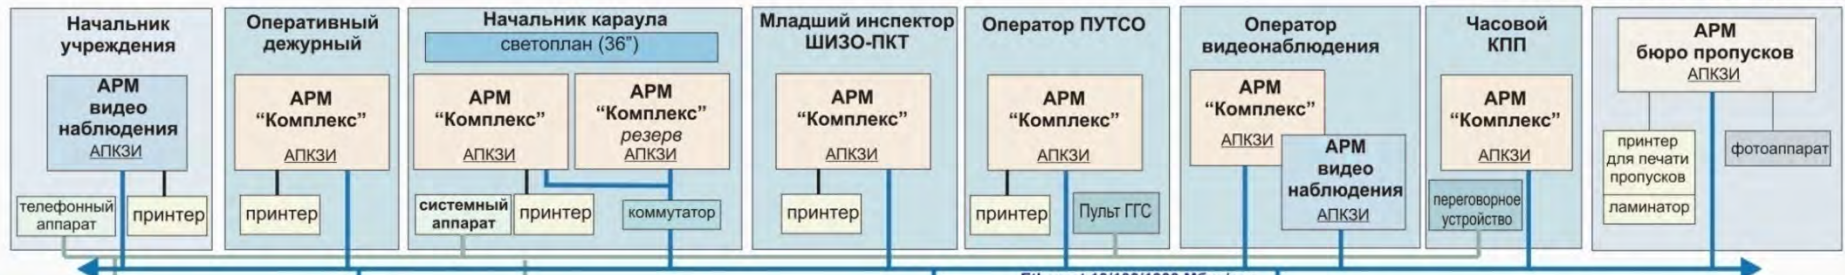 Начальник
учреждения
АРМ
видео
наблюдения
АПКЗИ
телефонный
аппарат
принтер
Оперативный
дежурный
АРМ
“Комплекс”
АПКЗИ
принтер
Начальник караула
светоплан (36”)
АРМ
“Комплекс”
АПКЗИ
АРМ
“Комплекс”
резерв
АПКЗИ
системный
аппарат
принтер
коммутатор
Младший инспектор
ШИЗО-ПКТ
АРМ
“Комплекс”
АПКЗИ
принтер
Оператор ПУТСО
АРМ
“Комплекс”
АПКЗИ
принтер
Пульт ГГС
Оператор
видеонаблюдения
АРМ
“Комплекс”
АПКЗИ
АРМ
видео
наблюдения
АПКЗИ
Часовой
КПП
АРМ
“Комплекс”
АПКЗИ
переговорное
устройство
АРМ
бюро пропусков
АПКЗИ
принтер
для печати
пропусков
ламинатор
фотоаппарат